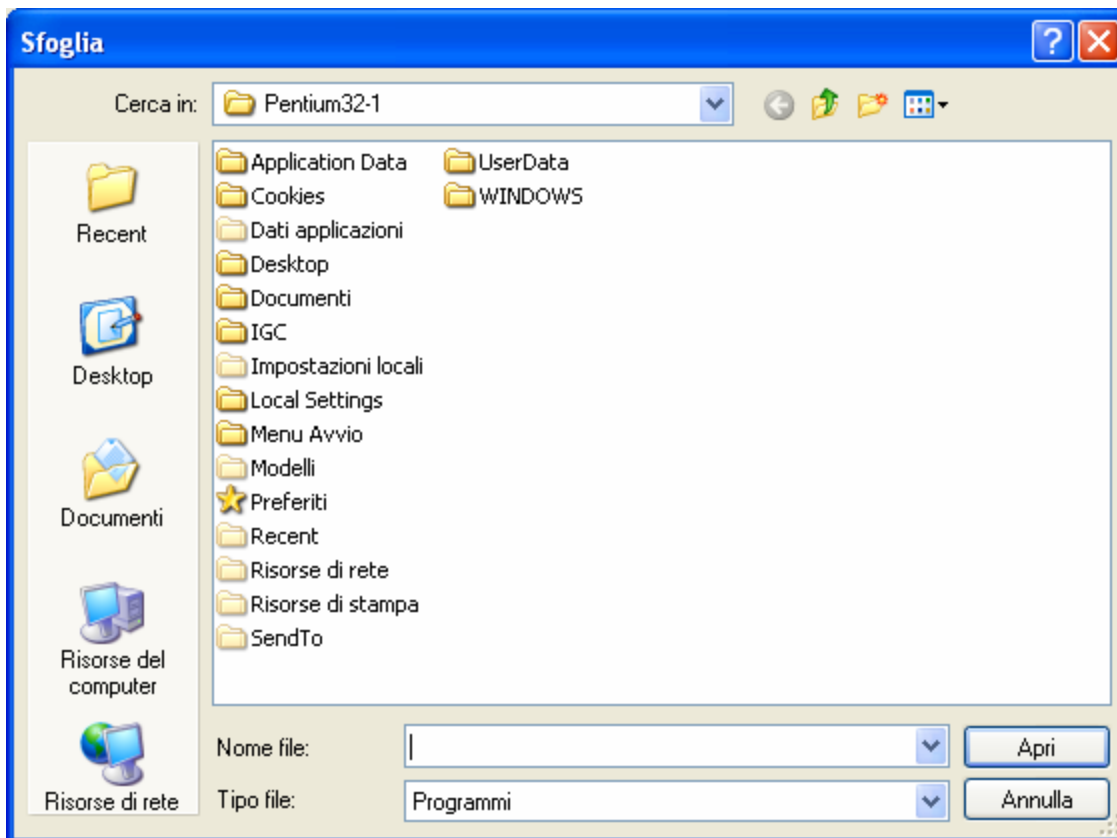 Sfoglia
Cerca in:
Pentium32-1
Recent
Desktop
Documenti
Risorse del
computer
Risorse di rete
Application Data
Cookies
Dati applicazioni
Desktop
Documenti
IGC
Impostazioni locali
Local Settings
Menu Avvio
Modelli
Preferiti
Recent
Risorse di rete
Risorse di stampa
SendTo
UserData
WINDOWS
Nome file:
Apri
Tipo file:
Programmi
Annulla